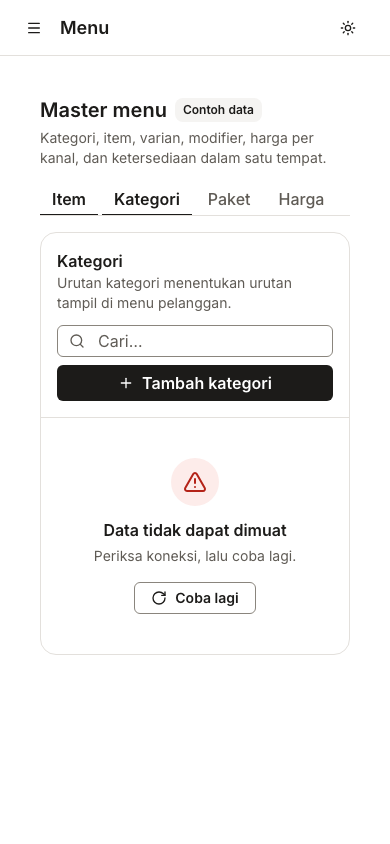 Menu
Master menu
Contoh data
Kategori, item, varian, modifier, harga per
kanal, dan ketersediaan dalam satu tempat.
Item
Kategori
Paket
Harga
Kategori
Urutan kategori menentukan urutan
tampil di menu pelanggan.
Cari...
Tambah kategori
Data tidak dapat dimuat
Periksa koneksi, lalu coba lagi.
Coba lagi